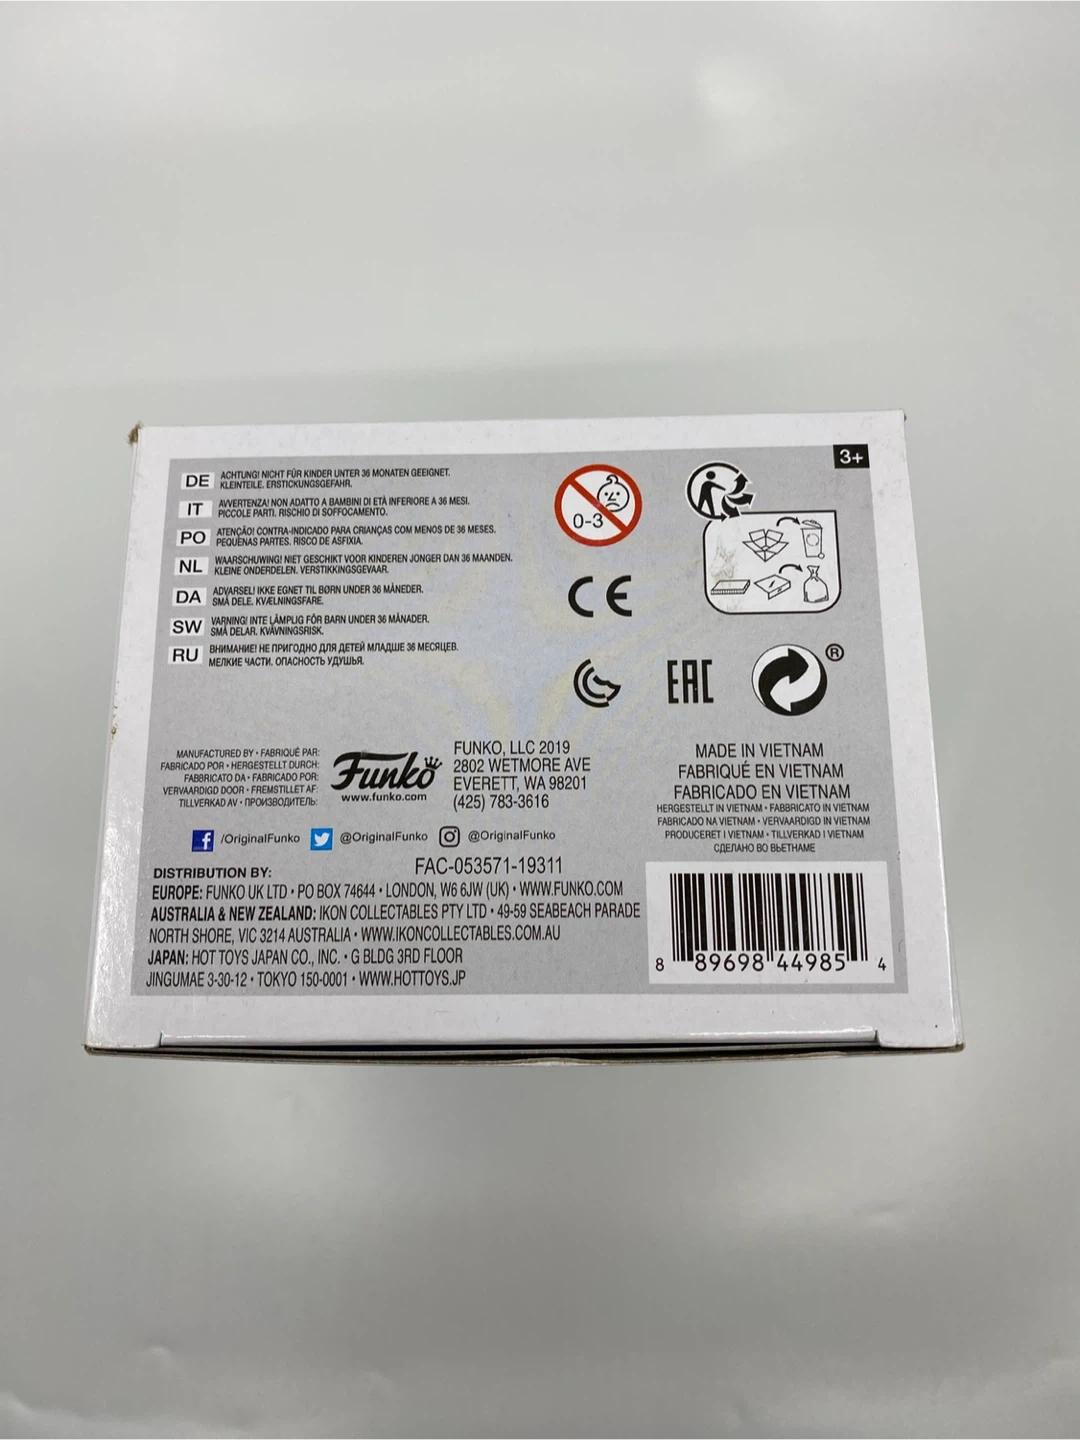 3+
DE ACHTUNG! NICHT FÜR KINDER UNTER 36 MONATEN GEEIGNET.
KLEINTEILE. ERSTICKUNGSGEFAHR.
IT AVVERTENZA! NON ADATTO A BAMBINI DI ETÀ INFERIORE A 36 MESI.
PICCOLE PARTI. RISCHIO DI SOFFOCAMENTO.
PO ATENÇÃO! CONTRA-INDICADO PARA CRIANÇAS COM MENOS DE 36 MESES.
PEQUENAS PARTES. RISCO DE ASFIXIA.
NL WAARSCHUWING! NIET GESCHIKT VOOR KINDEREN JONGER DAN 36 MAANDEN.
KLEINE ONDERDELEN. VERSTIKKINGSGEVAAR.
DA ADVARSEL! IKKE EGNET TIL BØRN UNDER 36 MÅNEDER.
SMÅ DELE. KVÆLNINGSFARE.
SW VARNING! INTE LÄMPLIG FÖR BARN UNDER 36 MÅNADER.
SMÅ DELAR. KVÄVNINGSRISK.
RU ВНИМАНИЕ! НЕ ПРИГОДНО ДЛЯ ДЕТЕЙ МЛАДШЕ 36 МЕСЯЦЕВ.
МЕЛКИЕ ЧАСТИ. ОПАСНОСТЬ УДУШЬЯ.
0-3
CE
EAC
®
MANUFACTURED BY • FABRIQUÉ PAR:
FABRICADO POR • HERGESTELLT DURCH:
FABBRICATO DA • FABRICADO POR:
VERVAARDIGD DOOR • FREMSTILLET AF:
TILLVERKAD AV • ПРОИЗВОДИТЕЛЬ:
Funko
www.funko.com
FUNKO, LLC 2019
2802 WETMORE AVE
EVERETT, WA 98201
(425) 783-3616
MADE IN VIETNAM
FABRIQUÉ EN VIETNAM
FABRICADO EN VIETNAM
HERGESTELLT IN VIETNAM • FABBRICATO IN VIETNAM
FABRICADO NA VIETNAM • VERVAARDIGD IN VIETNAM
PRODUCERET I VIETNAM • TILLVERKAD I VIETNAM
СДЕЛАНО ВО ВЬЕТНАМЕ
f /OriginalFunko @OriginalFunko @OriginalFunko
FAC-053571-19311
DISTRIBUTION BY:
EUROPE: FUNKO UK LTD • PO BOX 74644 • LONDON, W6 6JW (UK) • WWW.FUNKO.COM
AUSTRALIA & NEW ZEALAND: IKON COLLECTABLES PTY LTD • 49-59 SEABEACH PARADE
NORTH SHORE, VIC 3214 AUSTRALIA • WWW.IKONCOLLECTABLES.COM.AU
JAPAN: HOT TOYS JAPAN CO., INC. • G BLDG 3RD FLOOR
JINGUMAE 3-30-12 • TOKYO 150-0001 • WWW.HOTTOYS.JP
8 89698 44985 4